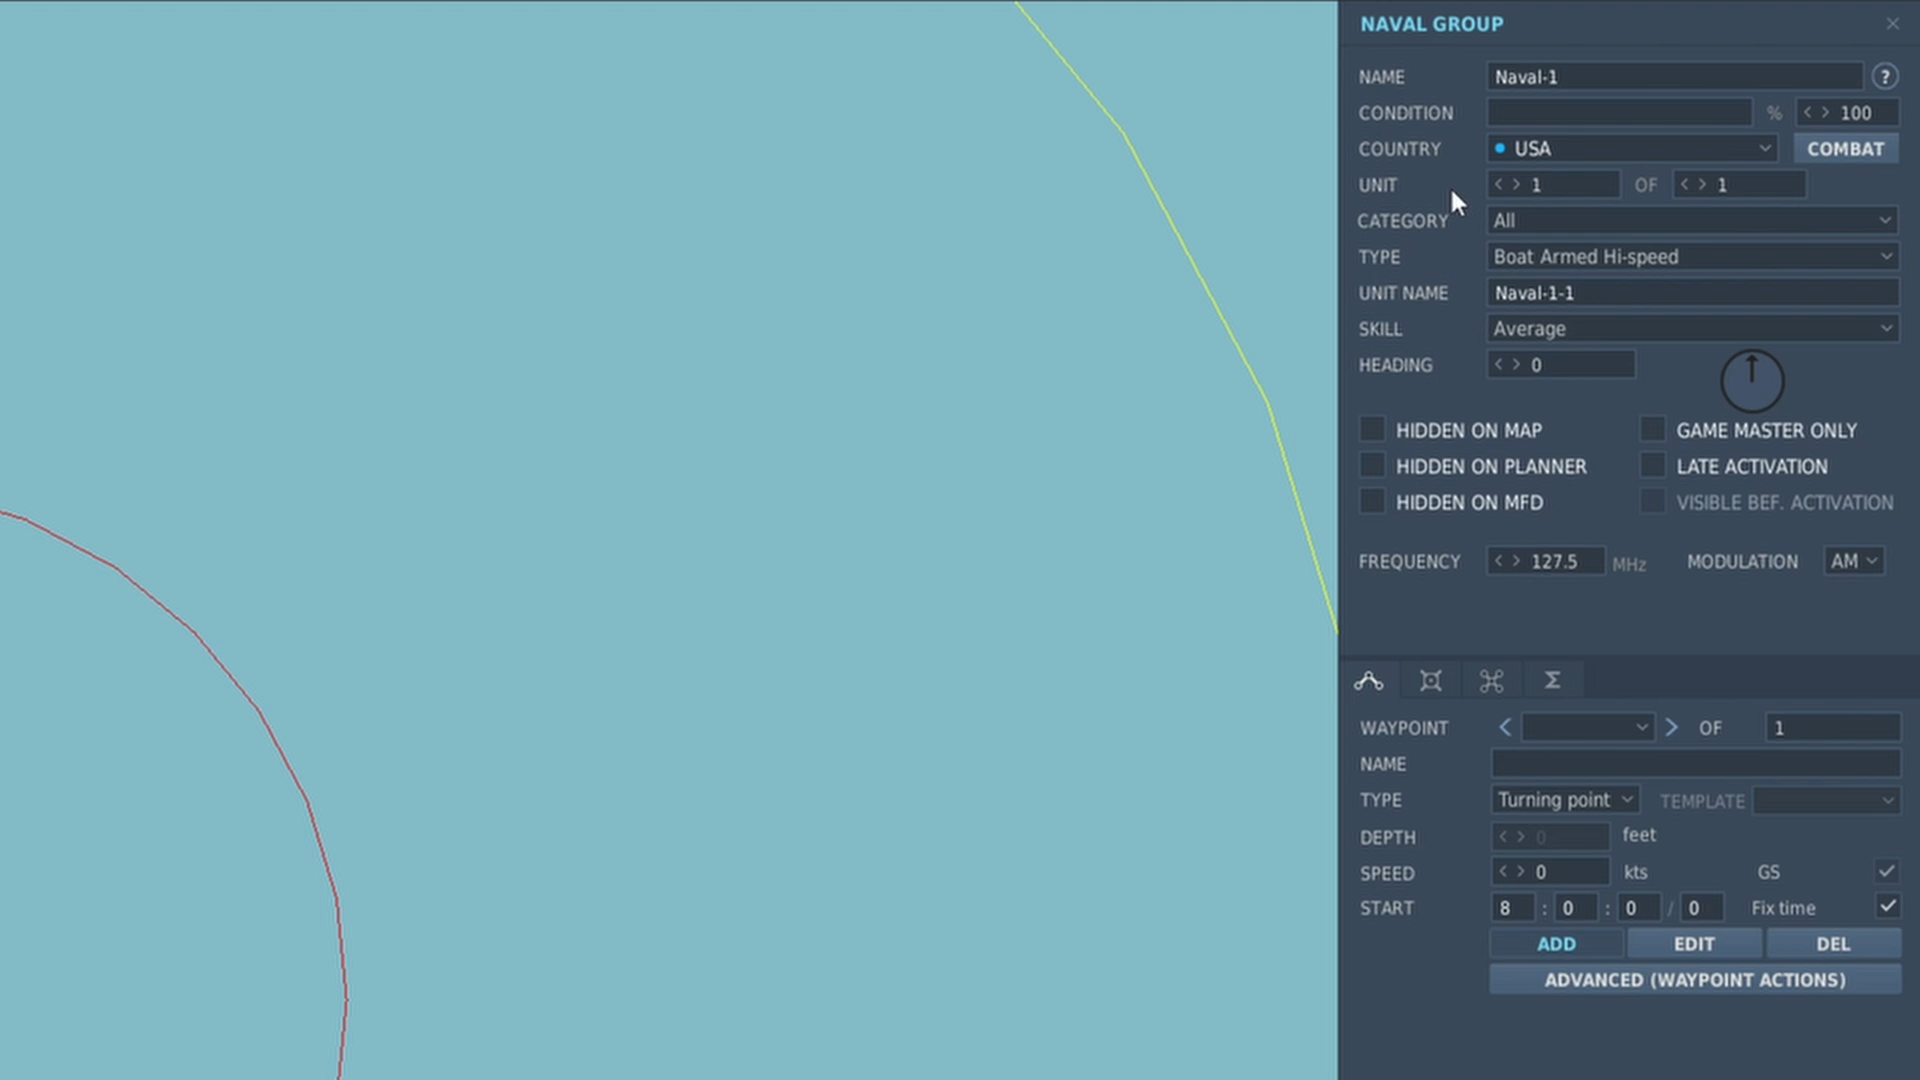 NAVAL GROUP
NAME Naval-1 ?
CONDITION % < > 100
COUNTRY USA COMBAT
UNIT < > 1 OF < > 1
CATEGORY All
TYPE Boat Armed Hi-speed
UNIT NAME Naval-1-1
SKILL Average
HEADING < > 0
HIDDEN ON MAP GAME MASTER ONLY
HIDDEN ON PLANNER LATE ACTIVATION
HIDDEN ON MFD VISIBLE BEF. ACTIVATION
FREQUENCY < > 127.5 MHz MODULATION AM
Σ
WAYPOINT < > OF 1
NAME
TYPE Turning point TEMPLATE
DEPTH < > 0 feet
SPEED < > 0 kts GS
START 8 : 0 : 0 / 0 Fix time
ADD EDIT DEL
ADVANCED (WAYPOINT ACTIONS)